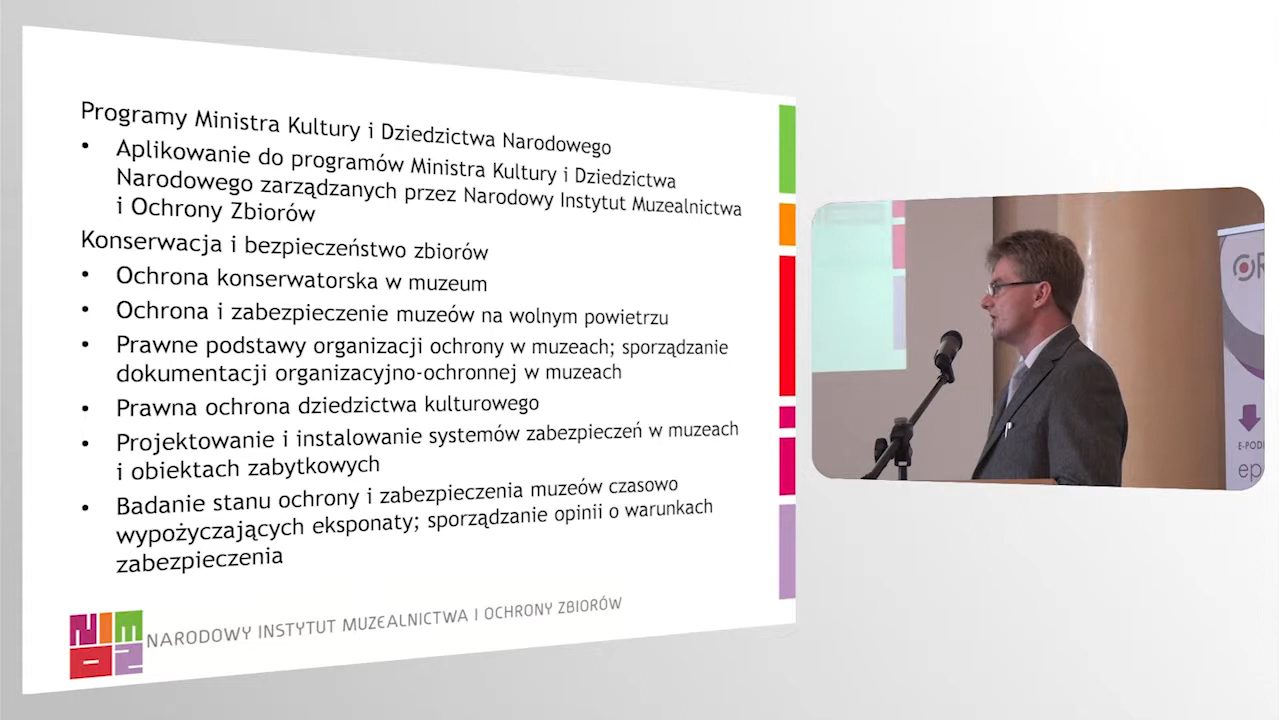 Programy Ministra Kultury i Dziedzictwa Narodowego
• Aplikowanie do programów Ministra Kultury i Dziedzictwa
Narodowego zarządzanych przez Narodowy Instytut Muzealnictwa
i Ochrony Zbiorów
Konserwacja i bezpieczeństwo zbiorów
• Ochrona konserwatorska w muzeum
• Ochrona i zabezpieczenie muzeów na wolnym powietrzu
• Prawne podstawy organizacji ochrony w muzeach; sporządzanie
dokumentacji organizacyjno-ochronnej w muzeach
• Prawna ochrona dziedzictwa kulturowego
• Projektowanie i instalowanie systemów zabezpieczeń w muzeach
i obiektach zabytkowych
• Badanie stanu ochrony i zabezpieczenia muzeów czasowo
wypożyczających eksponaty; sporządzanie opinii o warunkach
zabezpieczenia
NIMOZ
NARODOWY INSTYTUT MUZEALNICTWA I OCHRONY ZBIORÓW